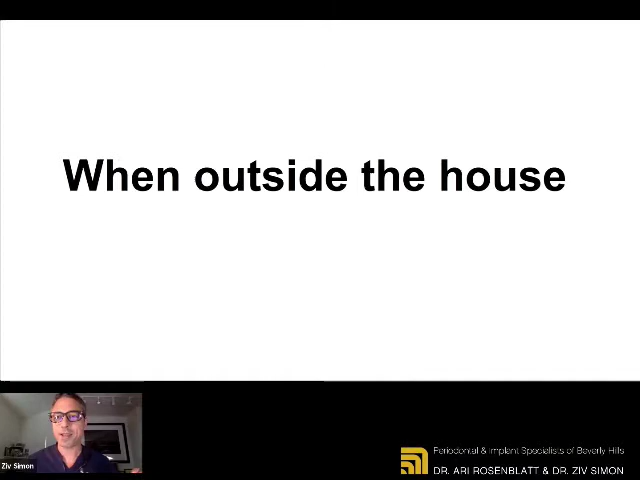 When outside the house
Ziv Simon
Periodontal & Implant Specialists of Beverly Hills
DR. ARI ROSENBLATT & DR. ZIV SIMON